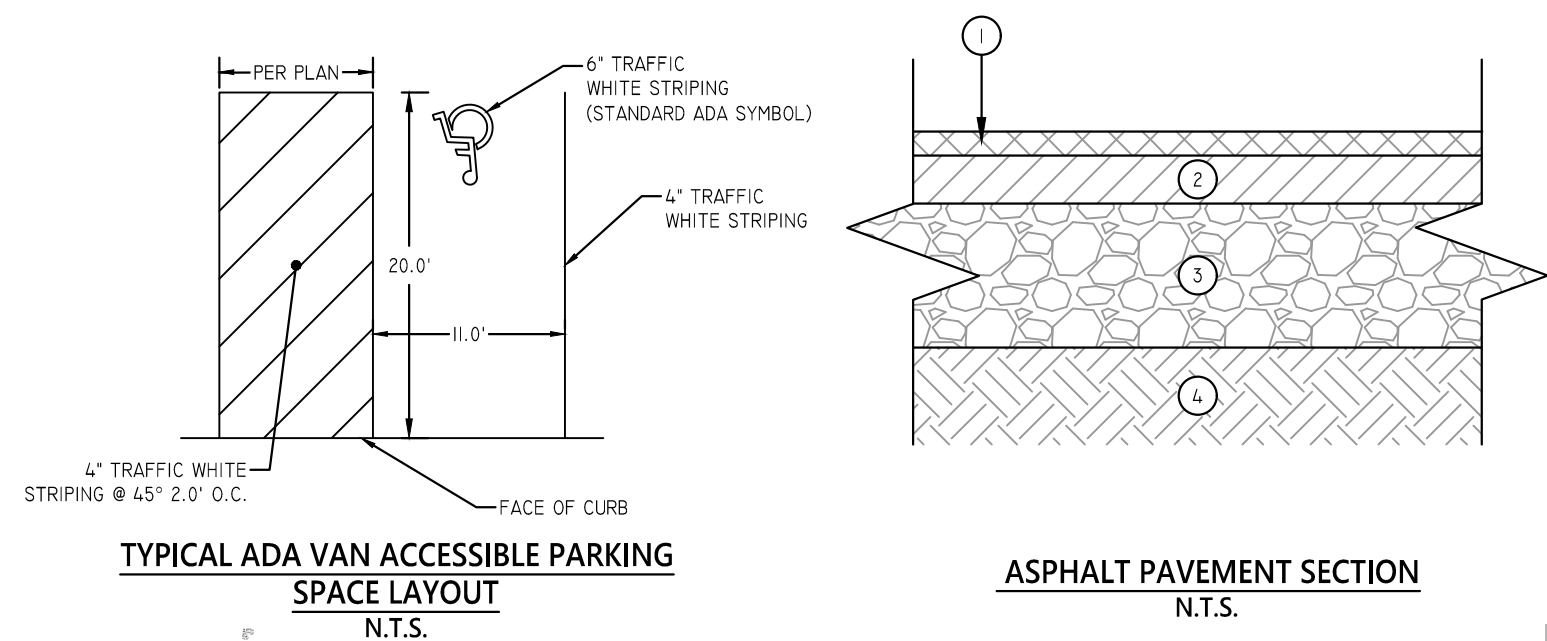 PER PLAN
6" TRAFFIC
WHITE STRIPING
(STANDARD ADA SYMBOL)
4" TRAFFIC
WHITE STRIPING
20.0'
11.0'
4" TRAFFIC WHITE
STRIPING @ 45° 2.0' O.C.
FACE OF CURB
TYPICAL ADA VAN ACCESSIBLE PARKING
SPACE LAYOUT
N.T.S.
1
2
3
4
ASPHALT PAVEMENT SECTION
N.T.S.